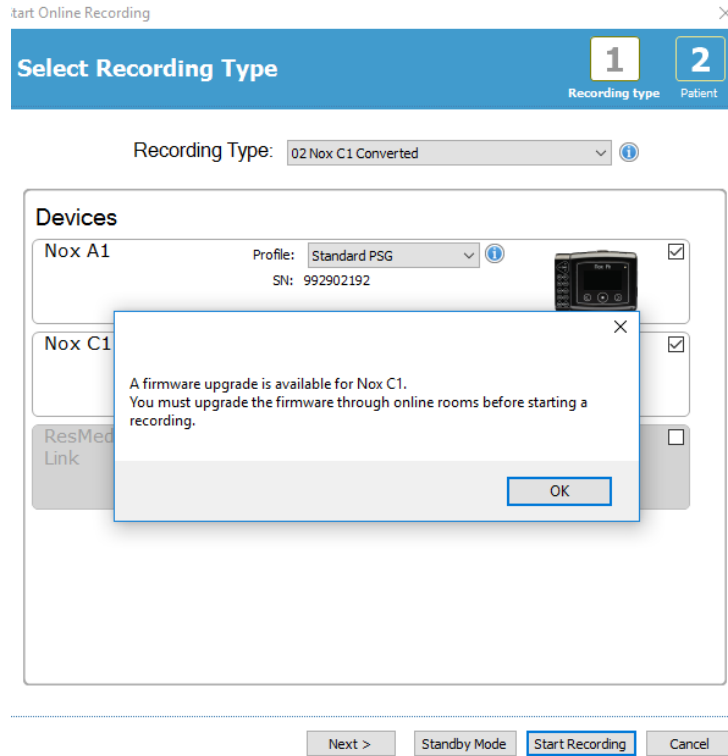 Start Online Recording
Select Recording Type
1
Recording type
2
Patient
Recording Type: 02 Nox C1 Converted
Devices
Nox A1
Profile: Standard PSG
SN: 992902192
Nox C1
A firmware upgrade is available for Nox C1.
You must upgrade the firmware through online rooms before starting a
recording.
ResMed
Link
OK
Next >
Standby Mode
Start Recording
Cancel